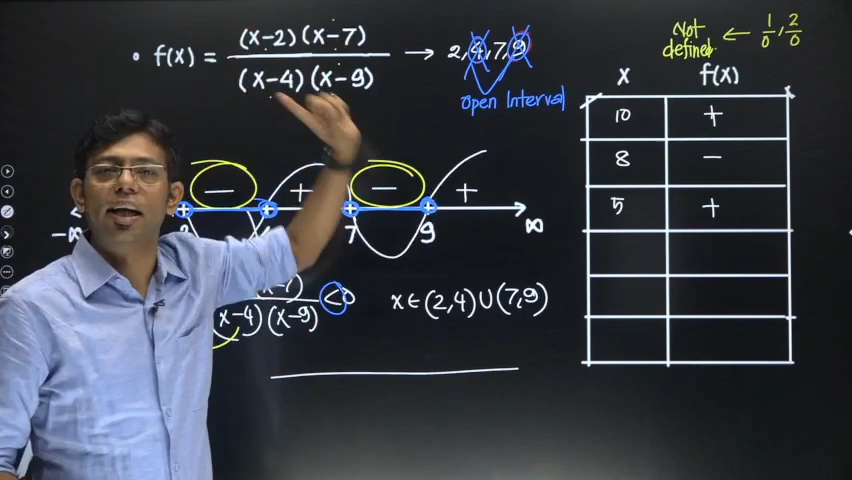 • f(x) = (x-2)(x-7) / (x-4)(x-9) → 2,4,7,9
Open Interval
Not defined. ← 1/0, 2/0
x f(x)
10 +
8 −
5 +
− + − +
-∞ 7 9 ∞
x-4)(x-9) <0
x ∈ (2,4) ∪ (7,9)